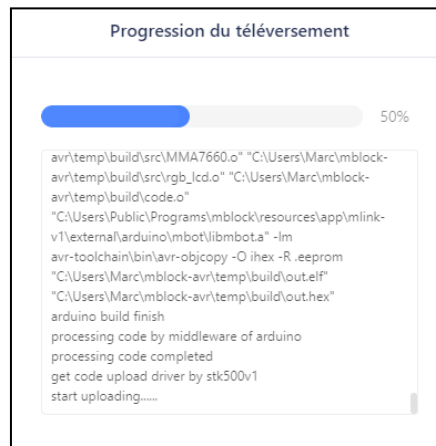 Progression du téléversement
50%
avr\temp\build\src\MMA7660.o" "C:\Users\Marc\mblock-
avr\temp\build\src\rgb_lcd.o" "C:\Users\Marc\mblock-
avr\temp\build\code.o"
"C:\Users\Public\Programs\mblock\resources\app\mlink-
v1\external\arduino\mbot\libmbot.a" -lm
avr-toolchain\bin\avr-objcopy -O ihex -R .eeprom
"C:\Users\Marc\mblock-avr\temp\build\out.elf"
"C:\Users\Marc\mblock-avr\temp\build\out.hex"
arduino build finish
processing code by middleware of arduino
processing code completed
get code upload driver by stk500v1
start uploading......